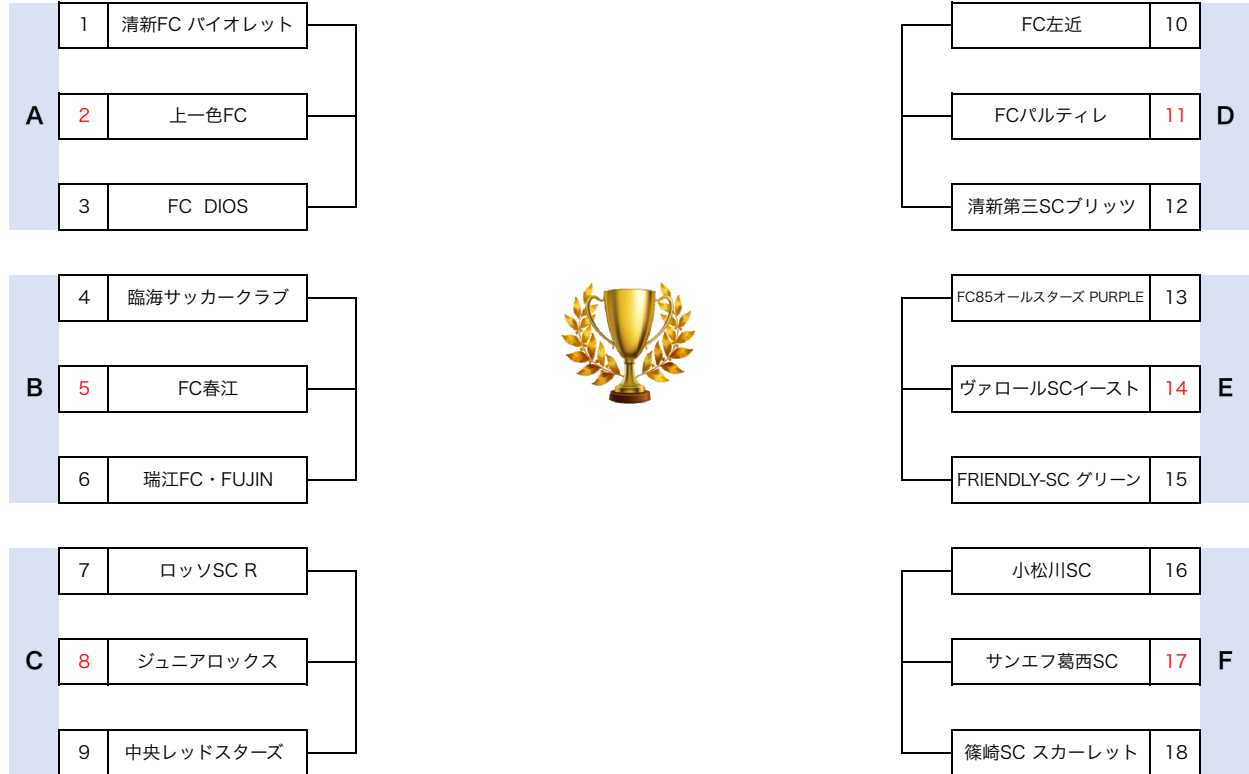 A
1 清新FC バイオレット
2 上一色FC
3 FC DIOS
B
4 臨海サッカークラブ
5 FC春江
6 瑞江FC・FUJIN
C
7 ロッソSC R
8 ジュニアロックス
9 中央レッドスターズ
D
FC左近 10
FCパルティレ 11
清新第三SCブリッツ 12
E
FC85オールスターズ PURPLE 13
ヴァロールSCイースト 14
FRIENDLY-SC グリーン 15
F
小松川SC 16
サンエフ葛西SC 17
篠崎SC スカーレット 18